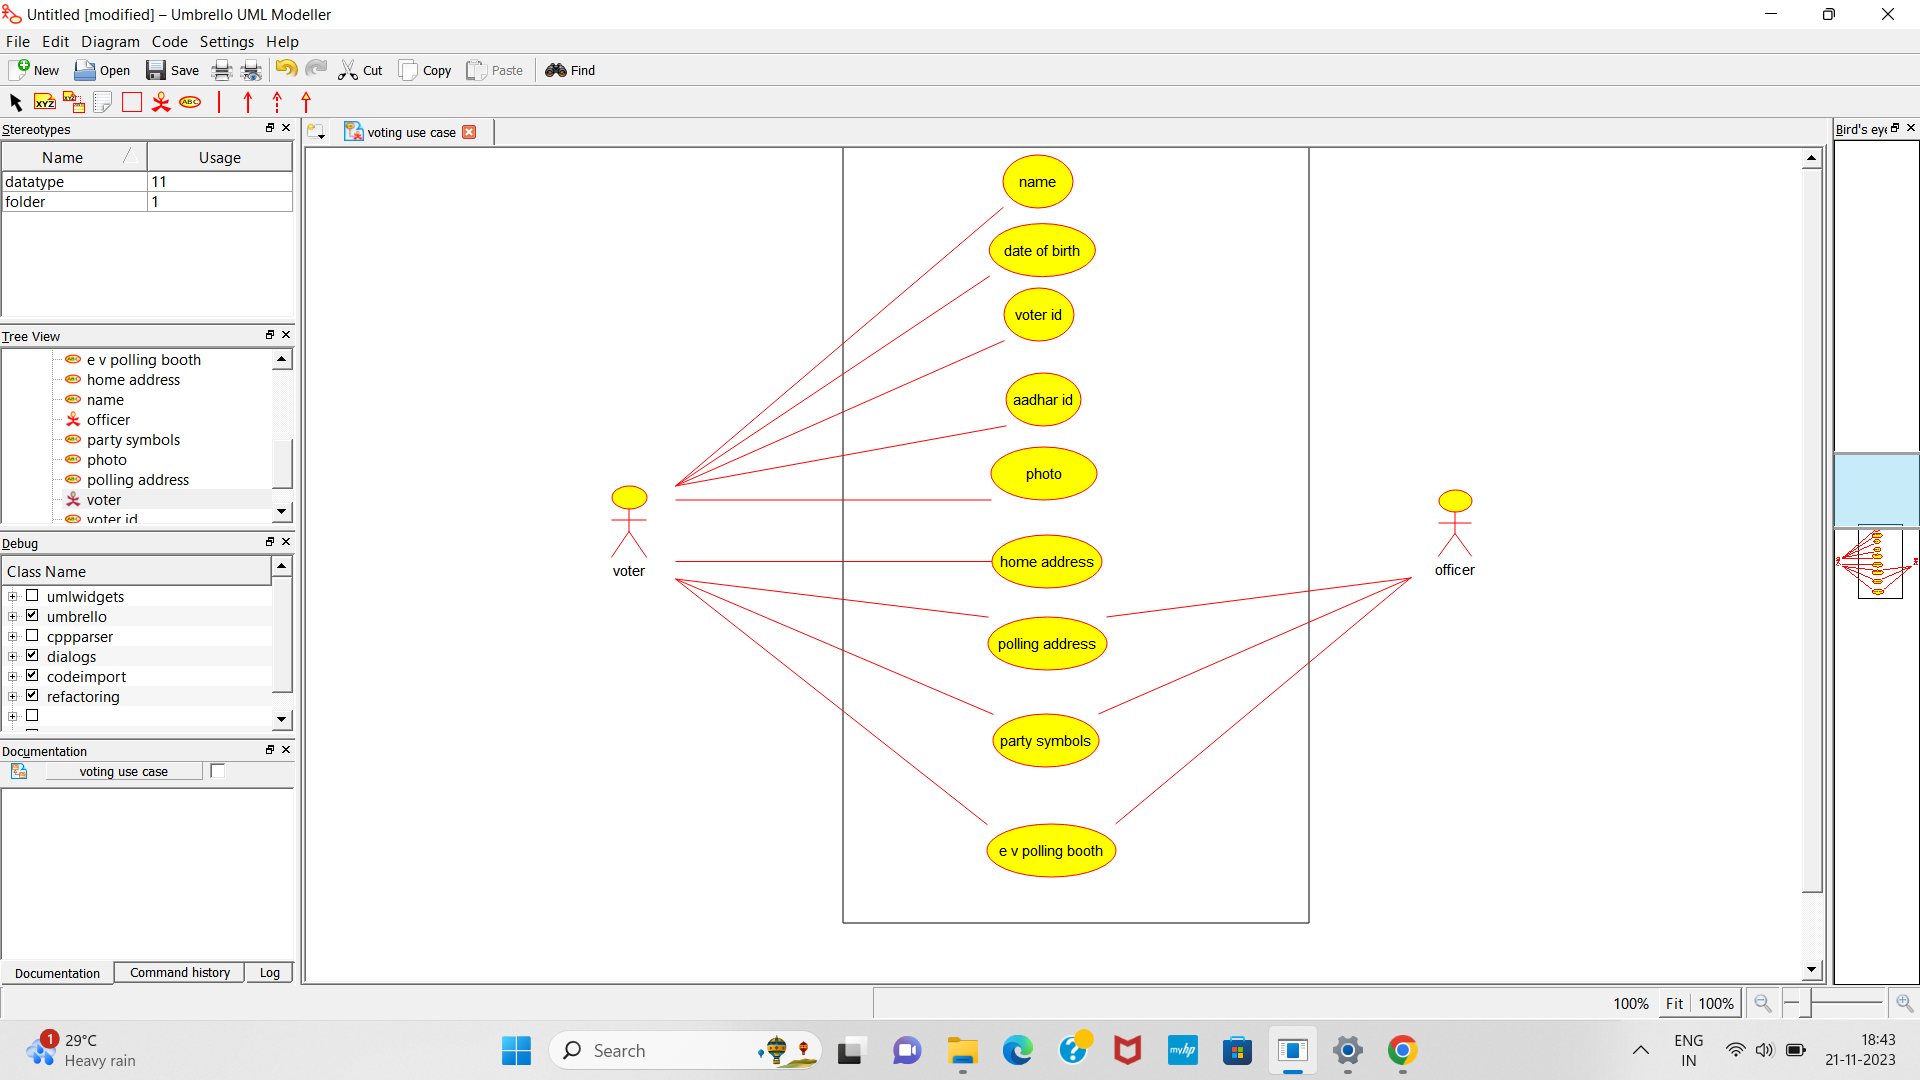 Untitled [modified] – Umbrello UML Modeller
File Edit Diagram Code Settings Help
New Open Save Cut Copy Paste Find
XYZ XYZ ABC
Stereotypes
Name Usage
datatype 11
folder 1
Tree View
e v polling booth
home address
name
officer
party symbols
photo
polling address
voter
voter id
Debug
Class Name
umlwidgets
umbrello
cppparser
dialogs
codeimport
refactoring
Documentation
voting use case
Documentation Command history Log
voting use case
name
date of birth
voter id
aadhar id
photo
home address
polling address
party symbols
e v polling booth
voter
officer
Bird's eye
100% Fit 100%
1
29°C
Heavy rain
Search
myhp
ENG
IN
18:43
21-11-2023